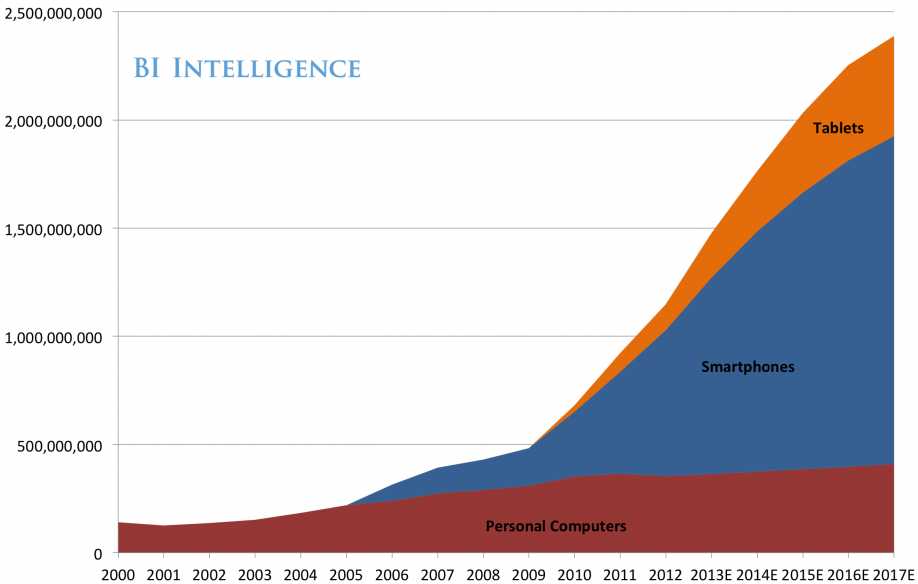 2,500,000,000
BI INTELLIGENCE
2,000,000,000
Tablets
1,500,000,000
1,000,000,000
Smartphones
500,000,000
Personal Computers
0
2000 2001 2002 2003 2004 2005 2006 2007 2008 2009 2010 2011 2012 2013E 2014E 2015E 2016E 2017E